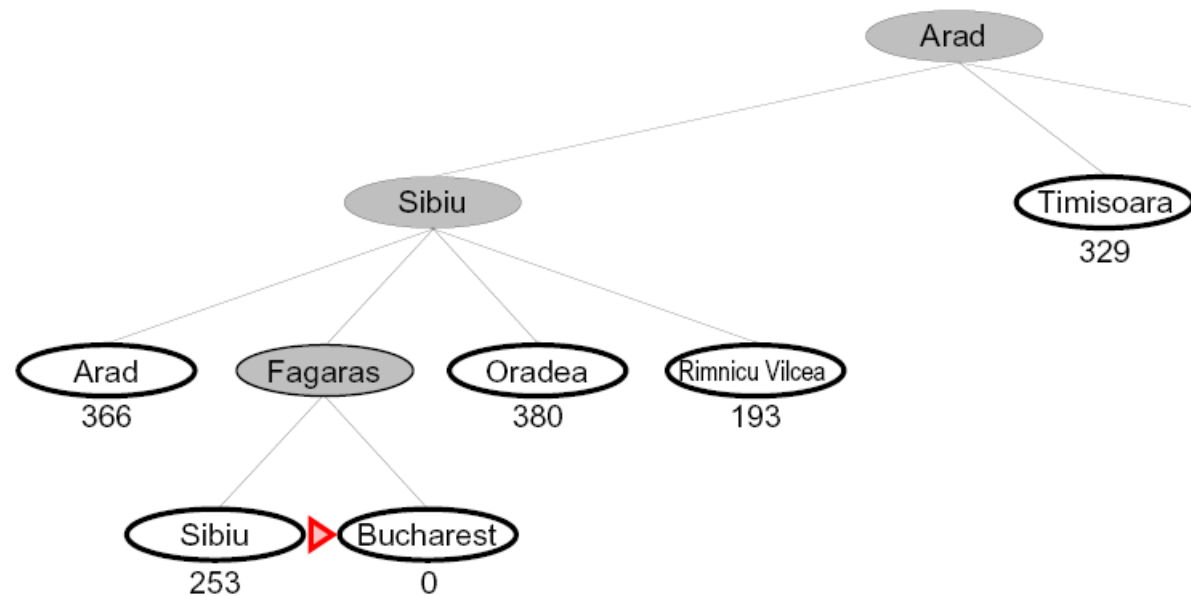 Arad
Sibiu
Timisoara
329
Arad
Fagaras
Oradea
Rimnicu Vilcea
366
380
193
Sibiu
Bucharest
253
0